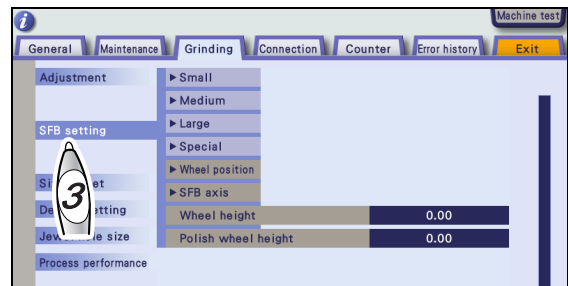 i
Machine test
General Maintenance Grinding Connection Counter Error history Exit
Adjustment
▶ Small
▶ Medium
▶ Large
SFB setting
▶ Special
▶ Wheel position
▶ SFB axis
3
Wheel height 0.00
Polish wheel height 0.00
size
Process performance